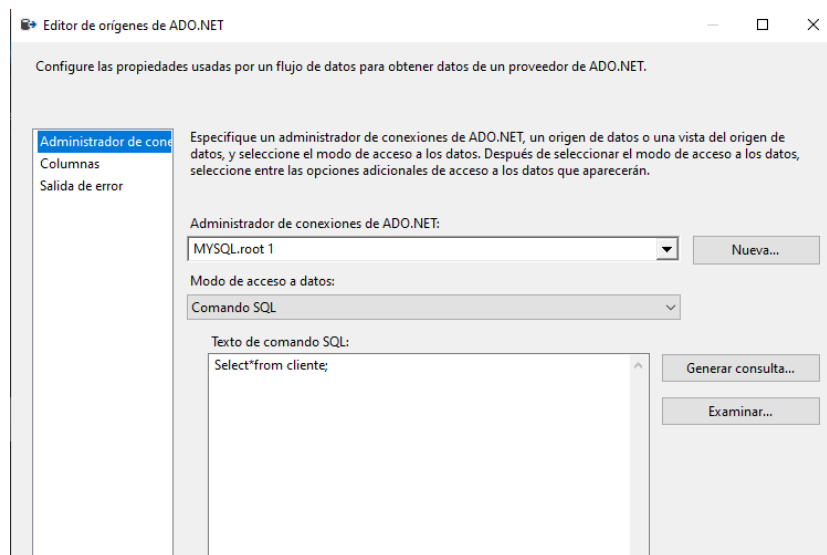 Editor de orígenes de ADO.NET
Configure las propiedades usadas por un flujo de datos para obtener datos de un proveedor de ADO.NET.
Administrador de cone
Columnas
Salida de error
Especifique un administrador de conexiones de ADO.NET, un origen de datos o una vista del origen de
datos, y seleccione el modo de acceso a los datos. Después de seleccionar el modo de acceso a los datos,
seleccione entre las opciones adicionales de acceso a los datos que aparecerán.
Administrador de conexiones de ADO.NET:
MYSQL.root 1
Nueva...
Modo de acceso a datos:
Comando SQL
Texto de comando SQL:
Select*from cliente;
Generar consulta...
Examinar...